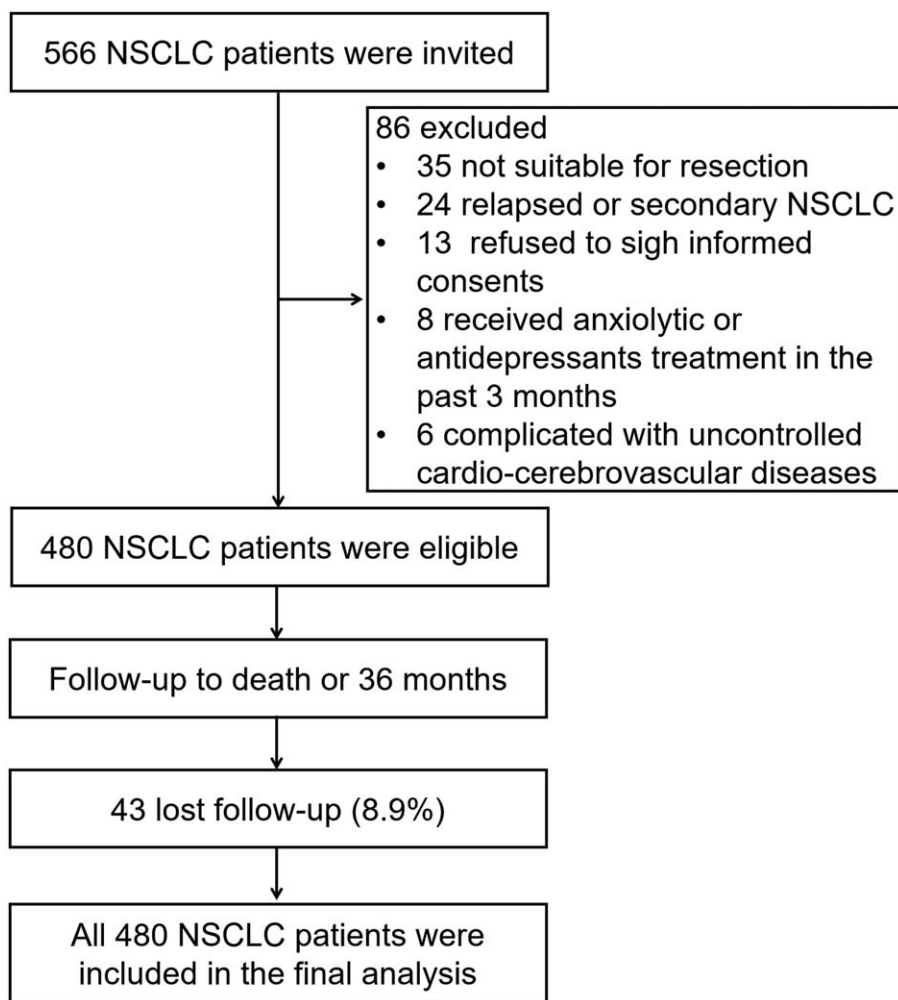 566 NSCLC patients were invited
86 excluded
• 35 not suitable for resection
• 24 relapsed or secondary NSCLC
• 13 refused to sigh informed
consents
• 8 received anxiolytic or
antidepressants treatment in the
past 3 months
• 6 complicated with uncontrolled
cardio-cerebrovascular diseases
480 NSCLC patients were eligible
Follow-up to death or 36 months
43 lost follow-up (8.9%)
All 480 NSCLC patients were
included in the final analysis